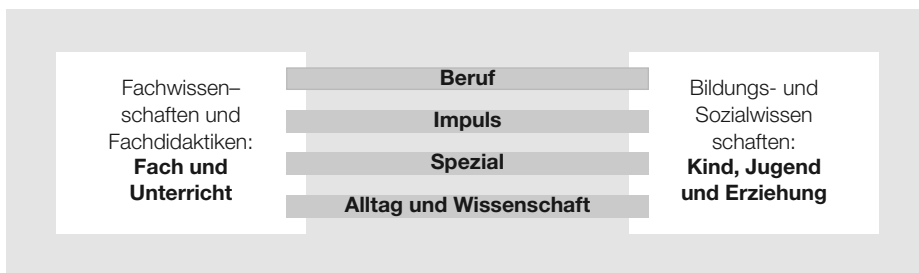 Fachwissen–
schaften und
Fachdidaktiken:
Fach und
Unterricht
Beruf
Impuls
Spezial
Alltag und Wissenschaft
Bildungs- und
Sozialwissen
schaften:
Kind, Jugend
und Erziehung